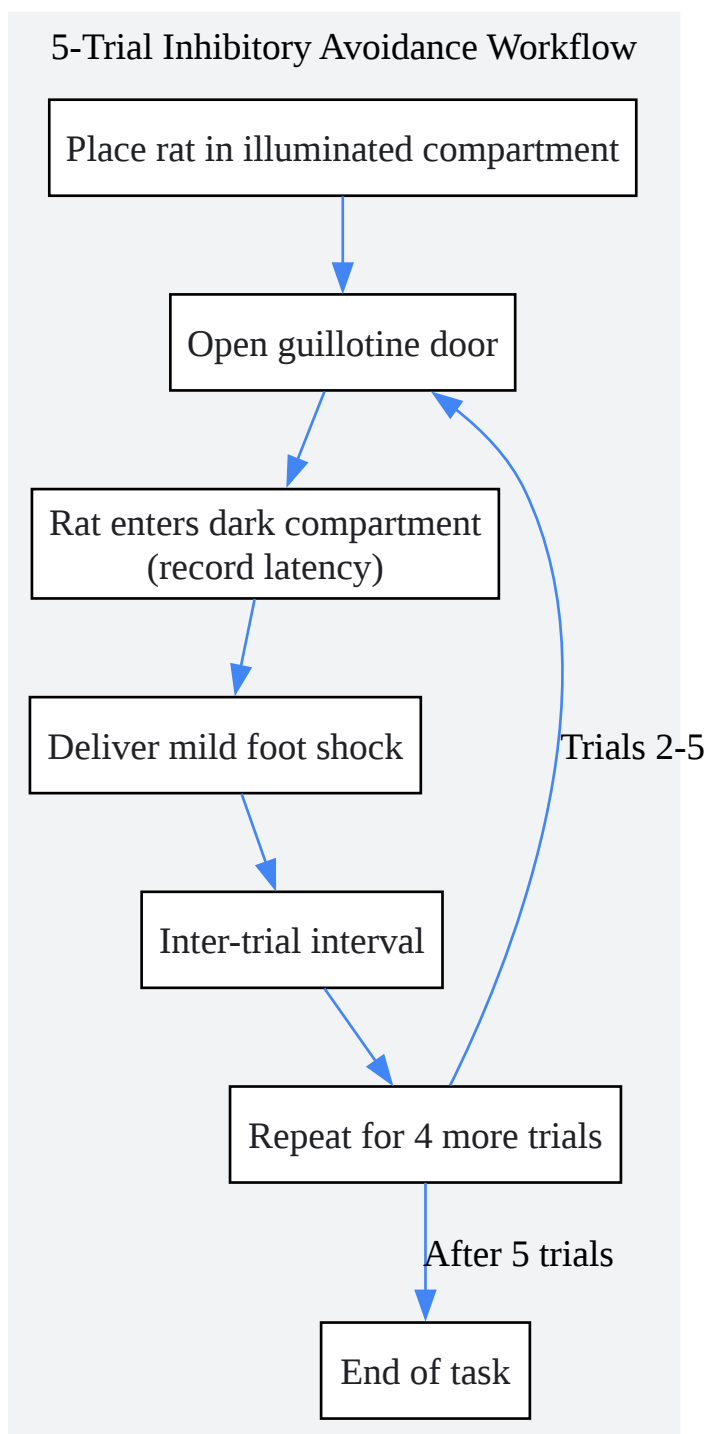 5-Trial Inhibitory Avoidance Workflow
Place rat in illuminated compartment
Open guillotine door
Rat enters dark compartment
(record latency)
Deliver mild foot shock
Trials 2-5
Inter-trial interval
Repeat for 4 more trials
After 5 trials
End of task